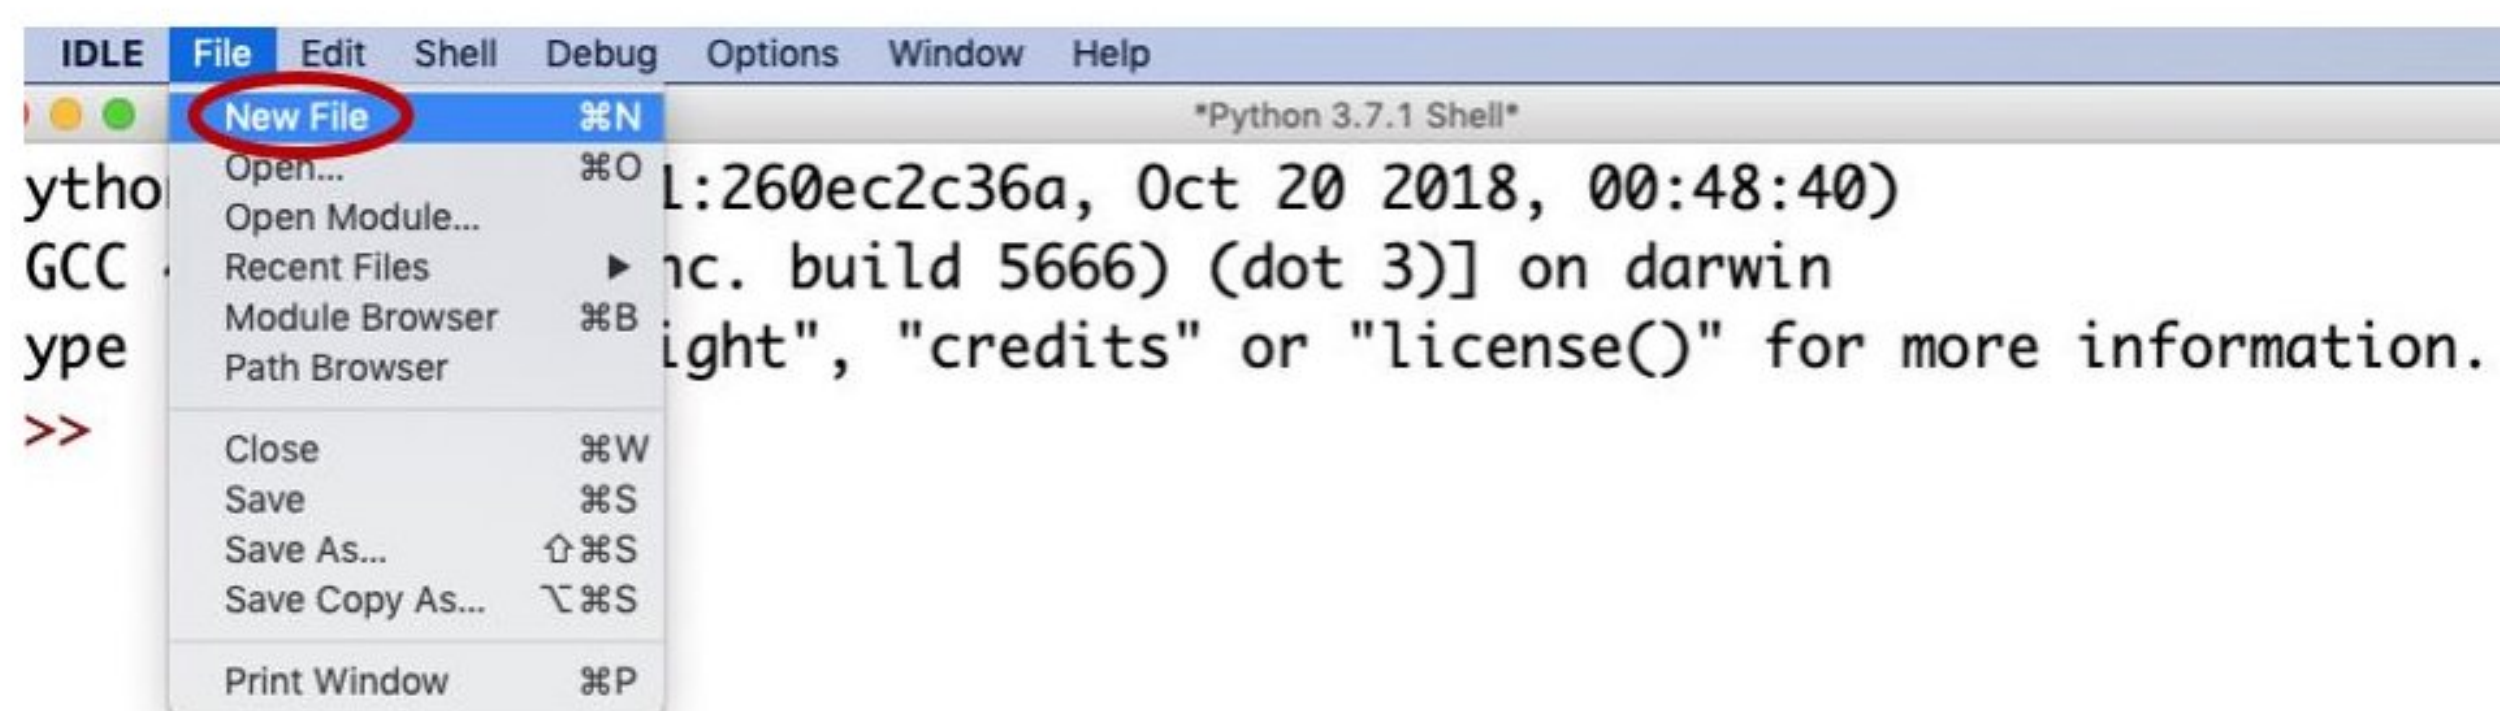 IDLE File Edit Shell Debug Options Window Help
*Python 3.7.1 Shell*
New File ⌘N
Open... ⌘O
Open Module...
Recent Files ▶
Module Browser ⌘B
Path Browser
Close ⌘W
Save ⌘S
Save As... ⇧⌘S
Save Copy As... ⌥⌘S
Print Window ⌘P
ytho :260ec2c36a, Oct 20 2018, 00:48:40)
GCC nc. build 5666) (dot 3)] on darwin
ype ight", "credits" or "license()" for more information.
>>